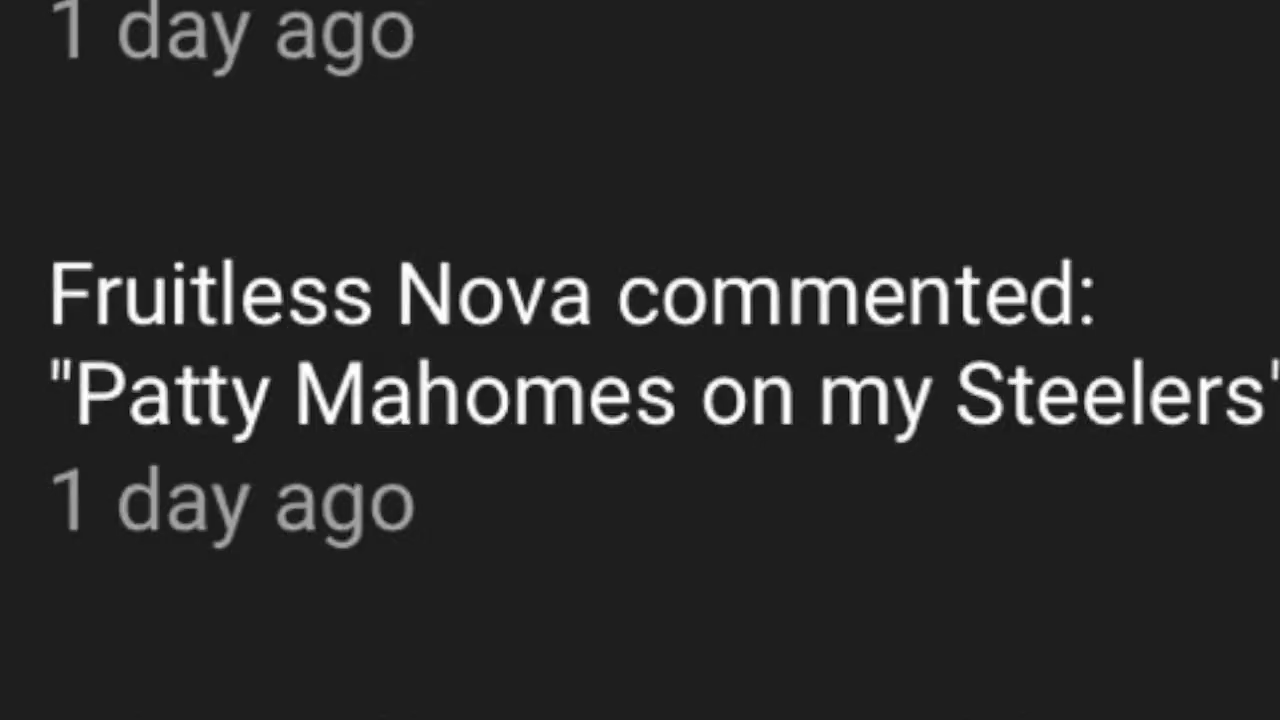 1 day ago
Fruitless Nova commented:
"Patty Mahomes on my Steelers"
1 day ago